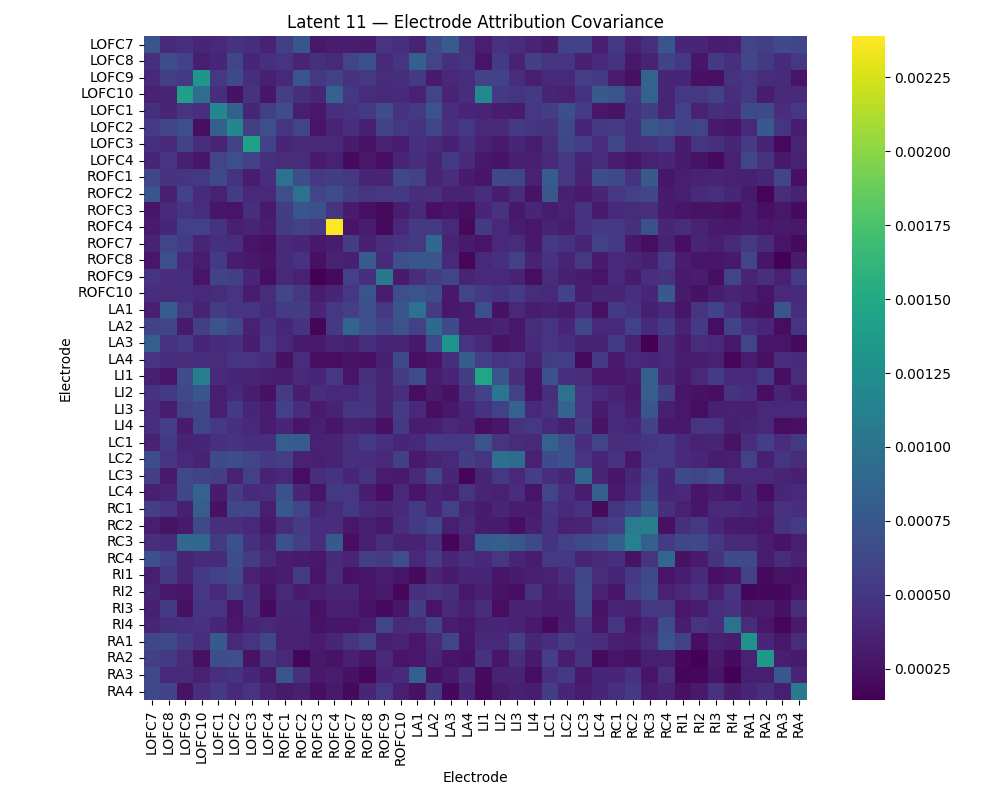 Latent 11 — Electrode Attribution Covariance
Electrode
LOFC7
LOFC8
LOFC9
LOFC10
LOFC1
LOFC2
LOFC3
LOFC4
ROFC1
ROFC2
ROFC3
ROFC4
ROFC7
ROFC8
ROFC9
ROFC10
LA1
LA2
LA3
LA4
LI1
LI2
LI3
LI4
LC1
LC2
LC3
LC4
RC1
RC2
RC3
RC4
RI1
RI2
RI3
RI4
RA1
RA2
RA3
RA4
LOFC7
LOFC8
LOFC9
LOFC10
LOFC1
LOFC2
LOFC3
LOFC4
ROFC1
ROFC2
ROFC3
ROFC4
ROFC7
ROFC8
ROFC9
ROFC10
LA1
LA2
LA3
LA4
LI1
LI2
LI3
LI4
LC1
LC2
LC3
LC4
RC1
RC2
RC3
RC4
RI1
RI2
RI3
RI4
RA1
RA2
RA3
RA4
Electrode
0.00225
0.00200
0.00175
0.00150
0.00125
0.00100
0.00075
0.00050
0.00025